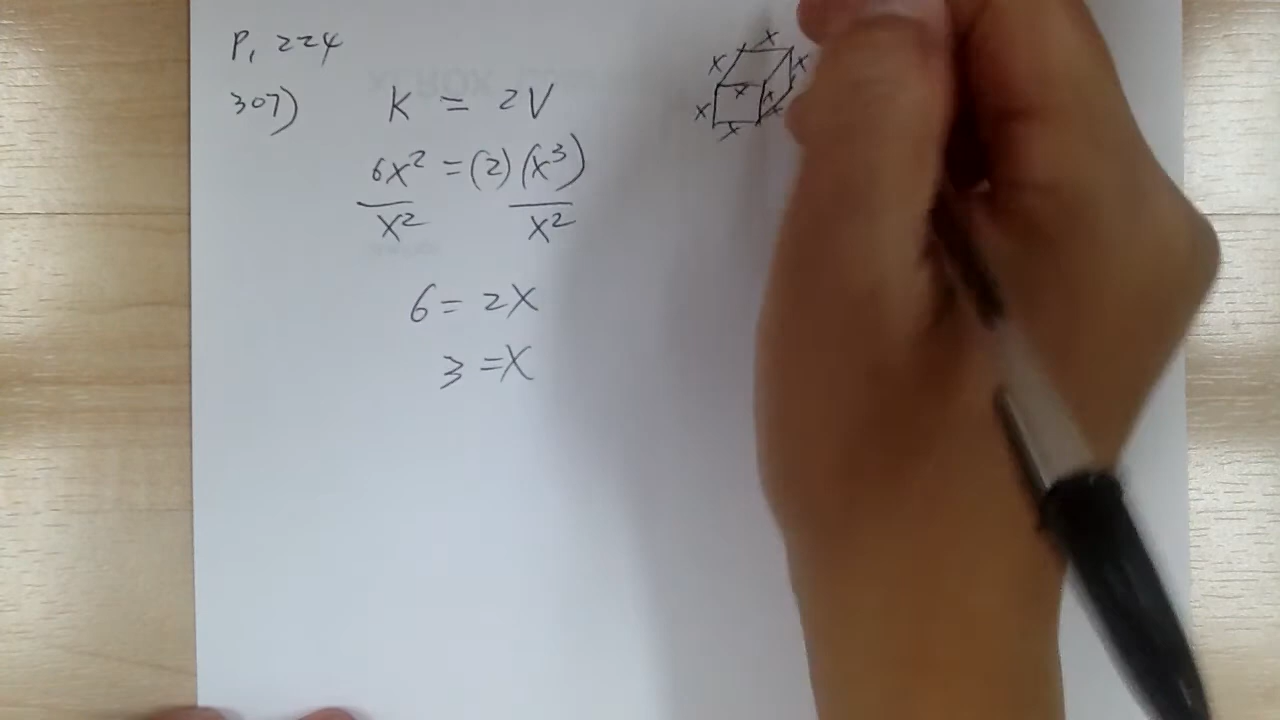 P. 224
307) K = 2V
6x² = (2)(x³)
x² x²
6 = 2x
3 = x
x
x x
x x
x x
x